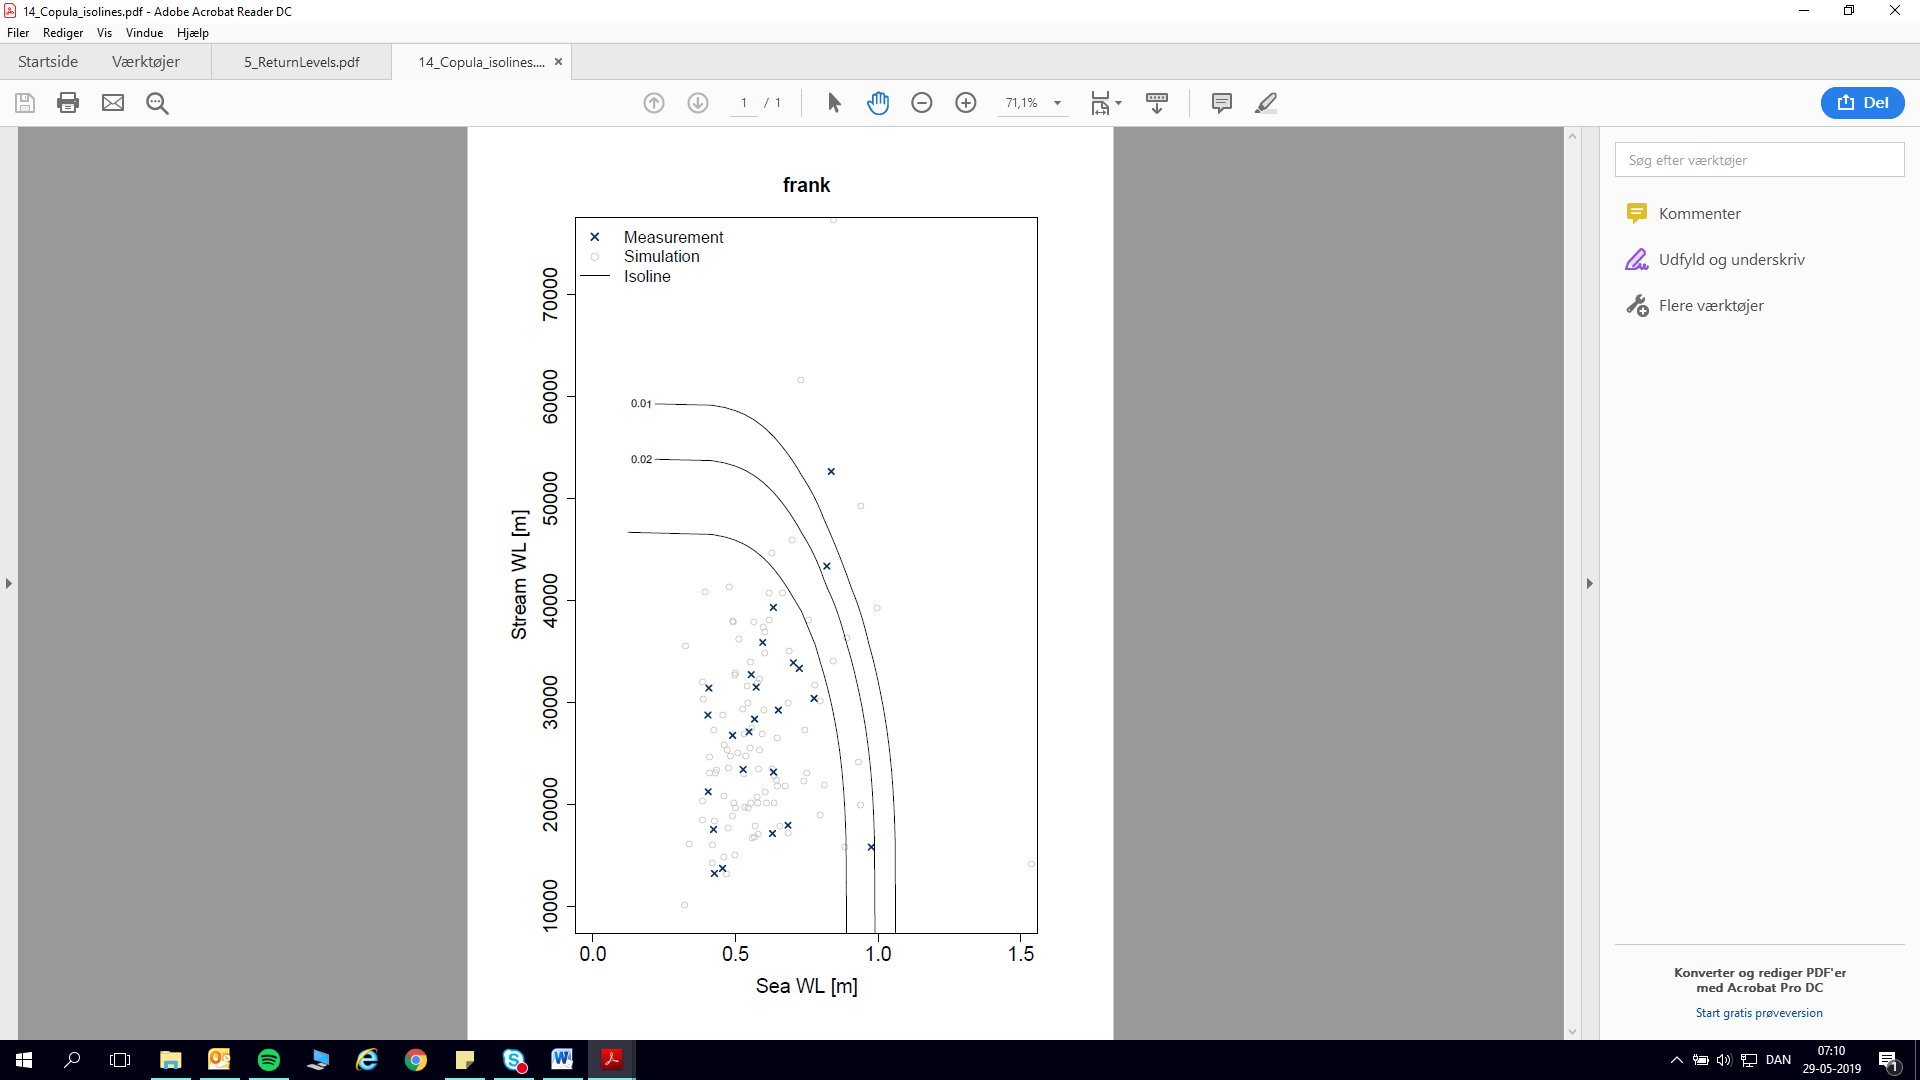 14_Copula_isolines.pdf - Adobe Acrobat Reader DC
Filer Rediger Vis Vindue Hjælp
Startside Værktøjer 5_ReturnLevels.pdf 14_Copula_isolines....
1 / 1 71,1% Del
Søg efter værktøjer
Kommenter
Udfyld og underskriv
Flere værktøjer
Konverter og rediger PDF'er
med Acrobat Pro DC
Start gratis prøveversion
frank
Measurement
Simulation
Isoline
70000
60000
50000
40000
30000
20000
10000
Stream WL [m]
0.01
0.02
0.0 0.5 1.0 1.5
Sea WL [m]
DAN
07:10
29-05-2019
1